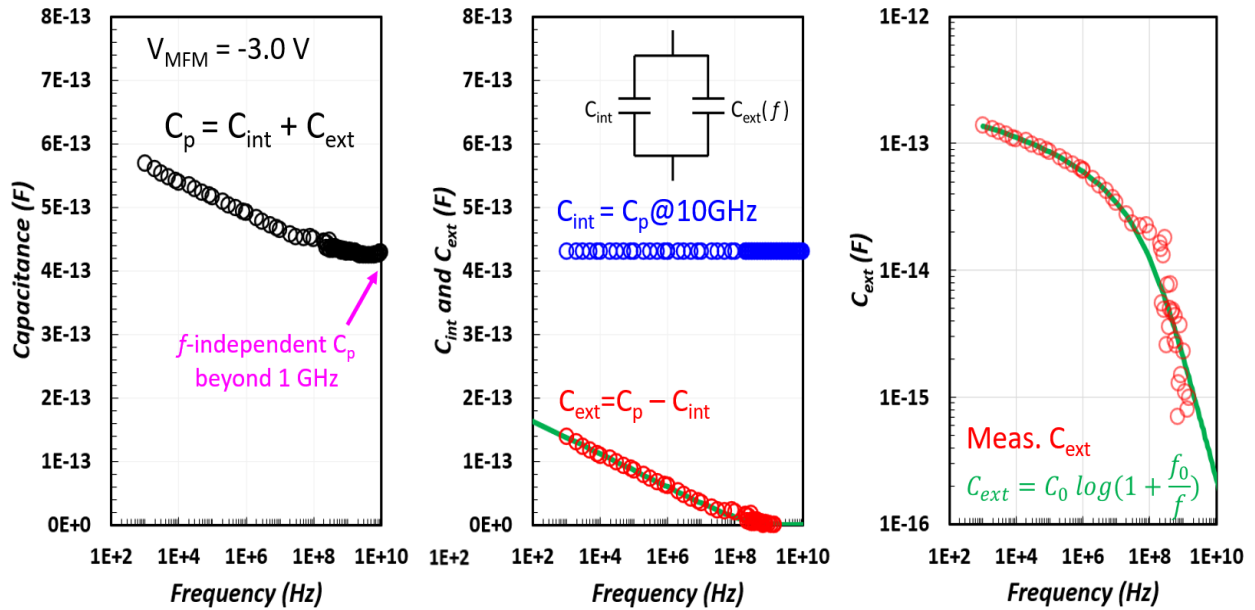 8E-13
7E-13
6E-13
5E-13
4E-13
3E-13
2E-13
1E-13
0E+0
Capacitance (F)
V_MFM = -3.0 V
C_p = C_int + C_ext
f-independent C_p
beyond 1 GHz
1E+2 1E+4 1E+6 1E+8 1E+10
Frequency (Hz)
8E-13
7E-13
6E-13
5E-13
4E-13
3E-13
2E-13
1E-13
0E+0
C_int and C_ext (F)
C_int
C_ext(f)
C_int = C_p@10GHz
C_ext=C_p – C_int
1E+2 1E+4 1E+6 1E+8 1E+10
Frequency (Hz)
1E-12
1E-13
1E-14
1E-15
1E-16
C_ext (F)
Meas. C_ext
C_ext = C_0 log(1 + f_0/f)
1E+2 1E+4 1E+6 1E+8 1E+10
Frequency (Hz)